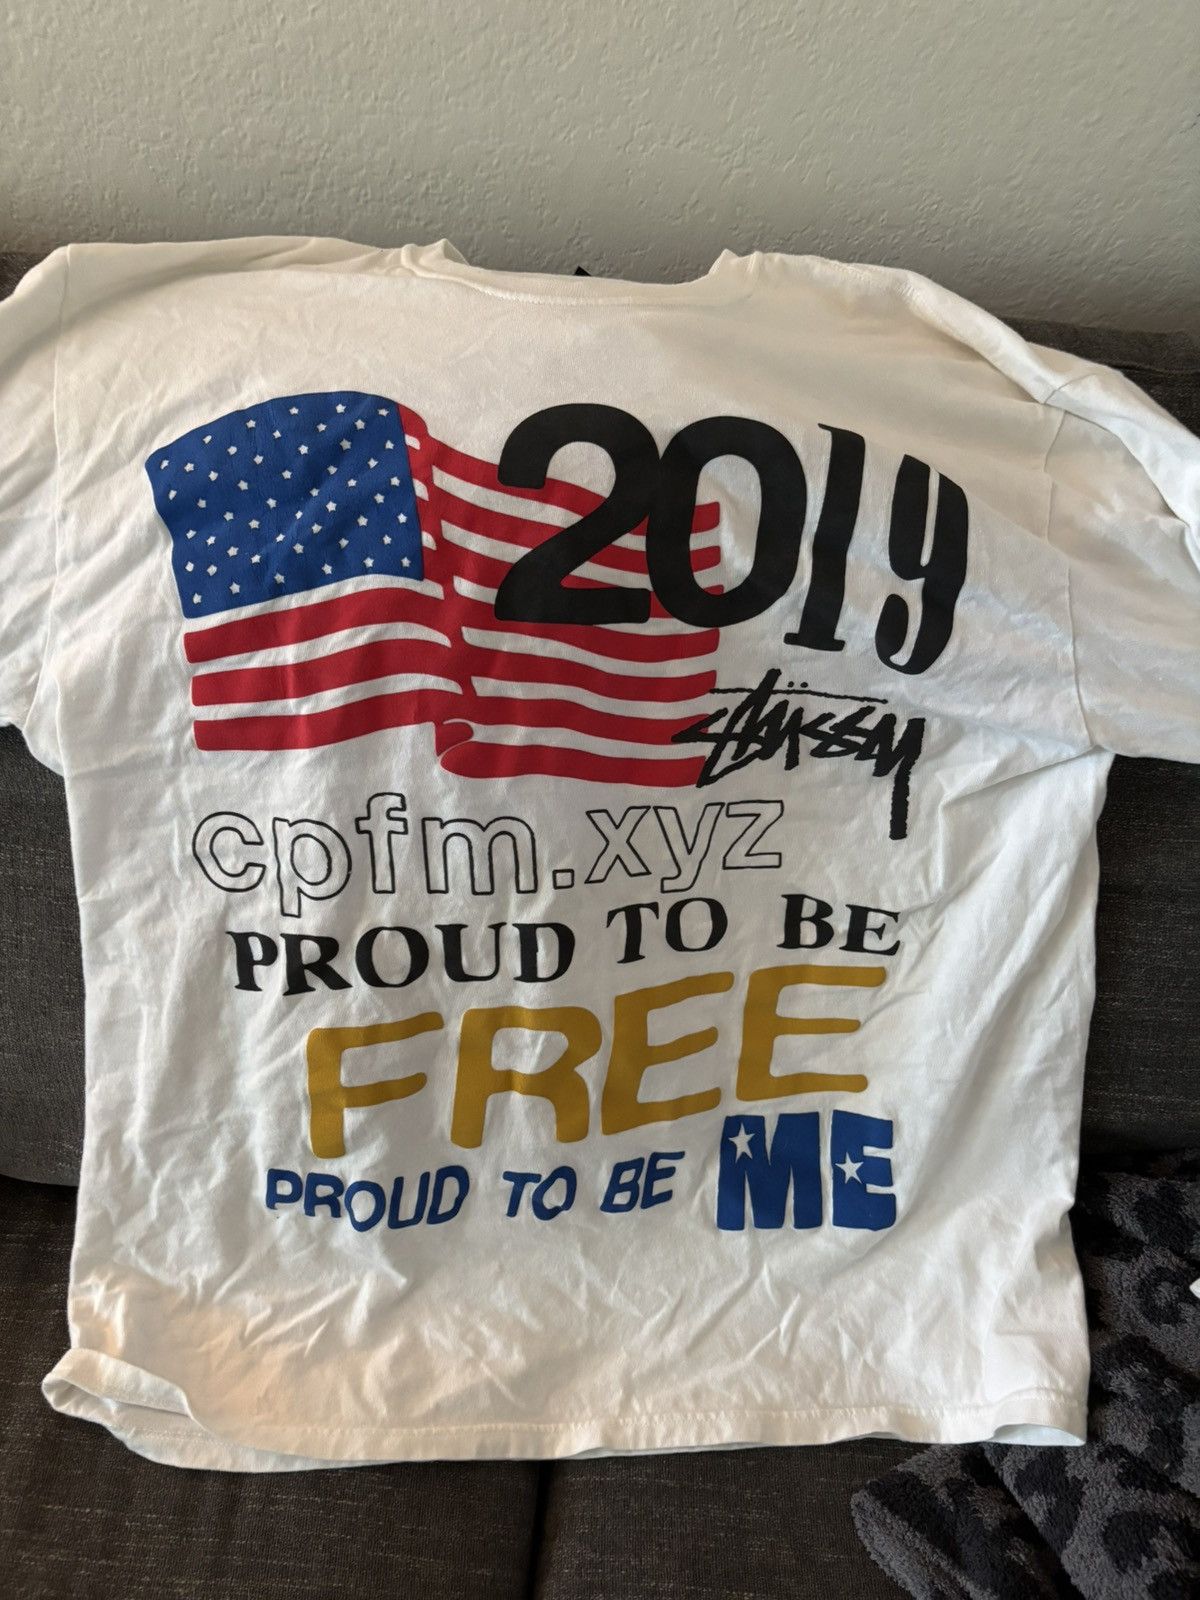 2019
Stüssy
cpfm.xyz
PROUD TO BE
FREE
PROUD TO BE ME